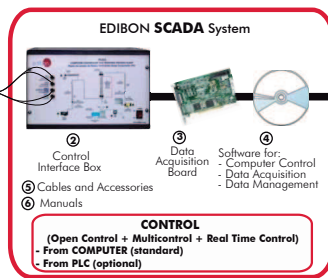 EDIBON SCADA System
②
Control
Interface Box
③
Data
Acquisition
Board
④
Software for:
- Computer Control
- Data Acquisition
- Data Management
⑤ Cables and Accessories
⑥ Manuals
CONTROL
(Open Control + Multicontrol + Real Time Control)
- From COMPUTER (standard)
- From PLC (optional)